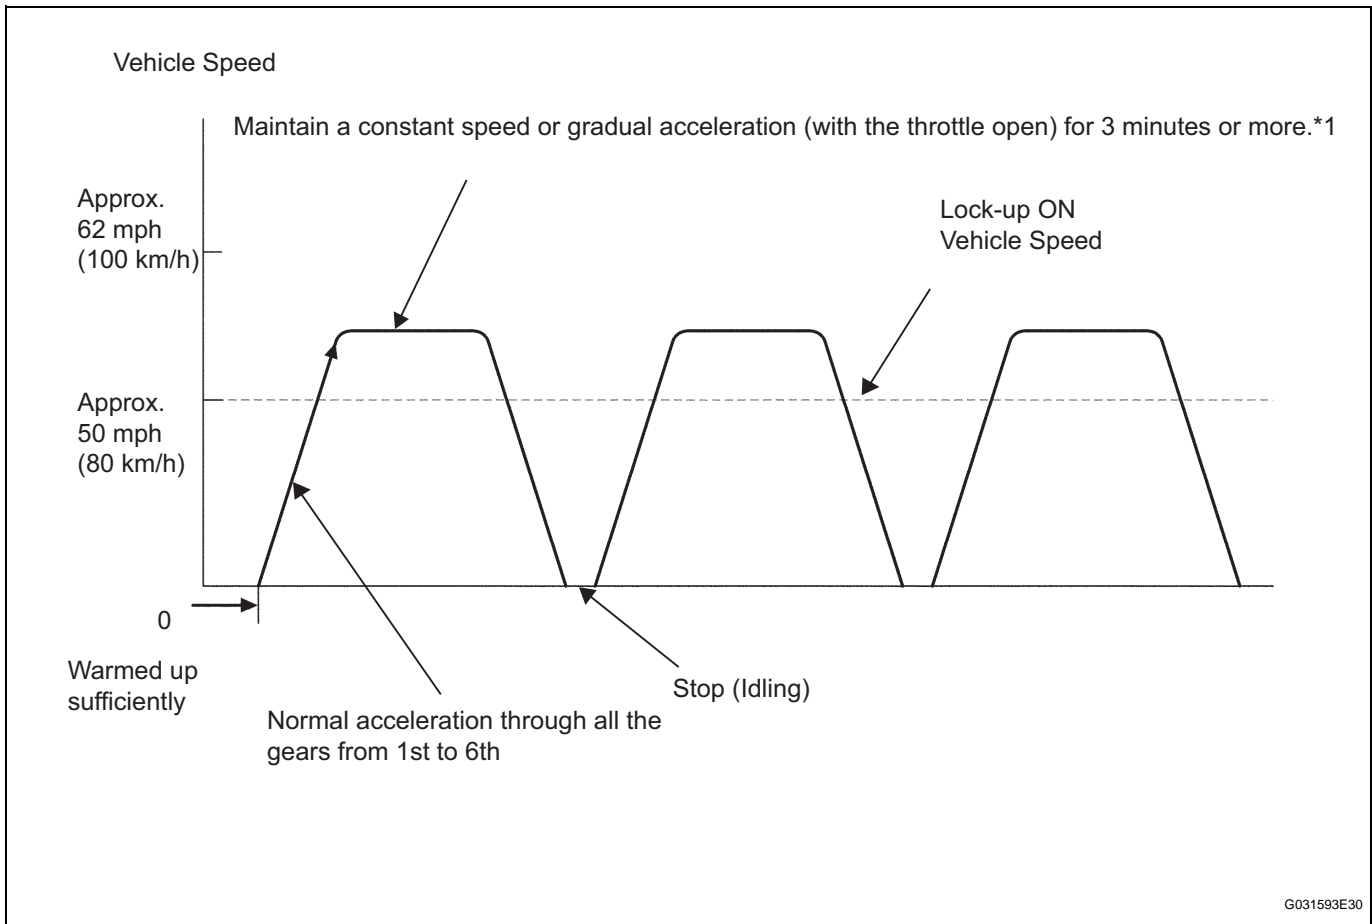 Vehicle Speed
Maintain a constant speed or gradual acceleration (with the throttle open) for 3 minutes or more.*1
Approx.
62 mph
(100 km/h)
Lock-up ON
Vehicle Speed
Approx.
50 mph
(80 km/h)
0
Warmed up
sufficiently
Stop (Idling)
Normal acceleration through all the
gears from 1st to 6th
G031593E30